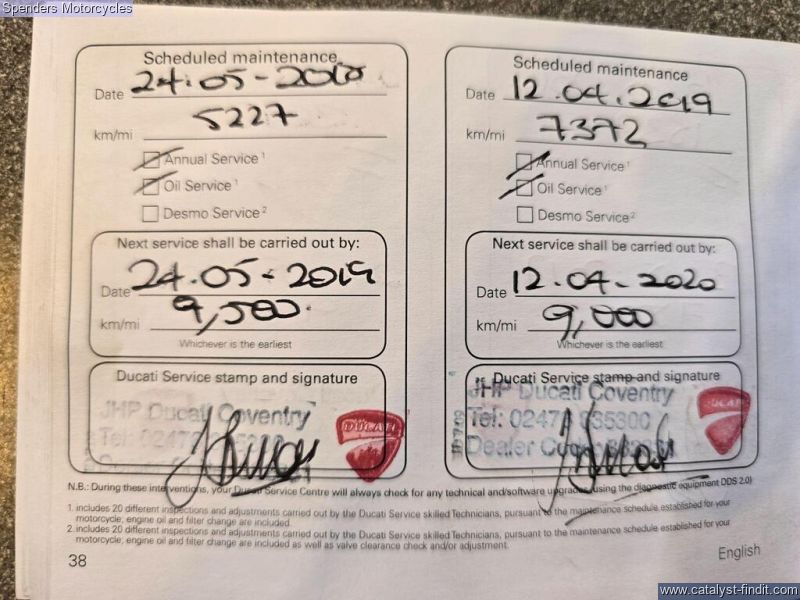 Spenders Motorcycles
Scheduled maintenance
Date 24.05-2018
km/mi 5227
Annual Service ¹
Oil Service ¹
Desmo Service ²
Next service shall be carried out by:
Date 24.05-2019
km/mi 9,500
Whichever is the earliest
Ducati Service stamp and signature
JHP Ducati Coventry
DUCATI
Scheduled maintenance
Date 12.04.2019
km/mi 7372
Annual Service ¹
Oil Service ¹
Desmo Service ²
Next service shall be carried out by:
Date 12.04-2020
km/mi 9,000
Whichever is the earliest
Ducati Service stamp and signature
JHP Ducati Coventry
Tel: 02476
Dealer Code:
DUCATI
N.B.: During these interventions, your Ducati Service Centre will always check for any technical and/software upgrades (using the diagnostic equipment DDS 2.0)
1. includes 20 different inspections and adjustments carried out by the Ducati Service skilled Technicians, pursuant to the maintenance schedule established for your
motorcycle; engine oil and filter change are included.
2. includes 20 different inspections and adjustments carried out by the Ducati Service skilled Technicians, pursuant to the maintenance schedule established for your
motorcycle; engine oil and filter change are included as well as valve clearance check and/or adjustment.
38
English
www.catalyst-findit.com